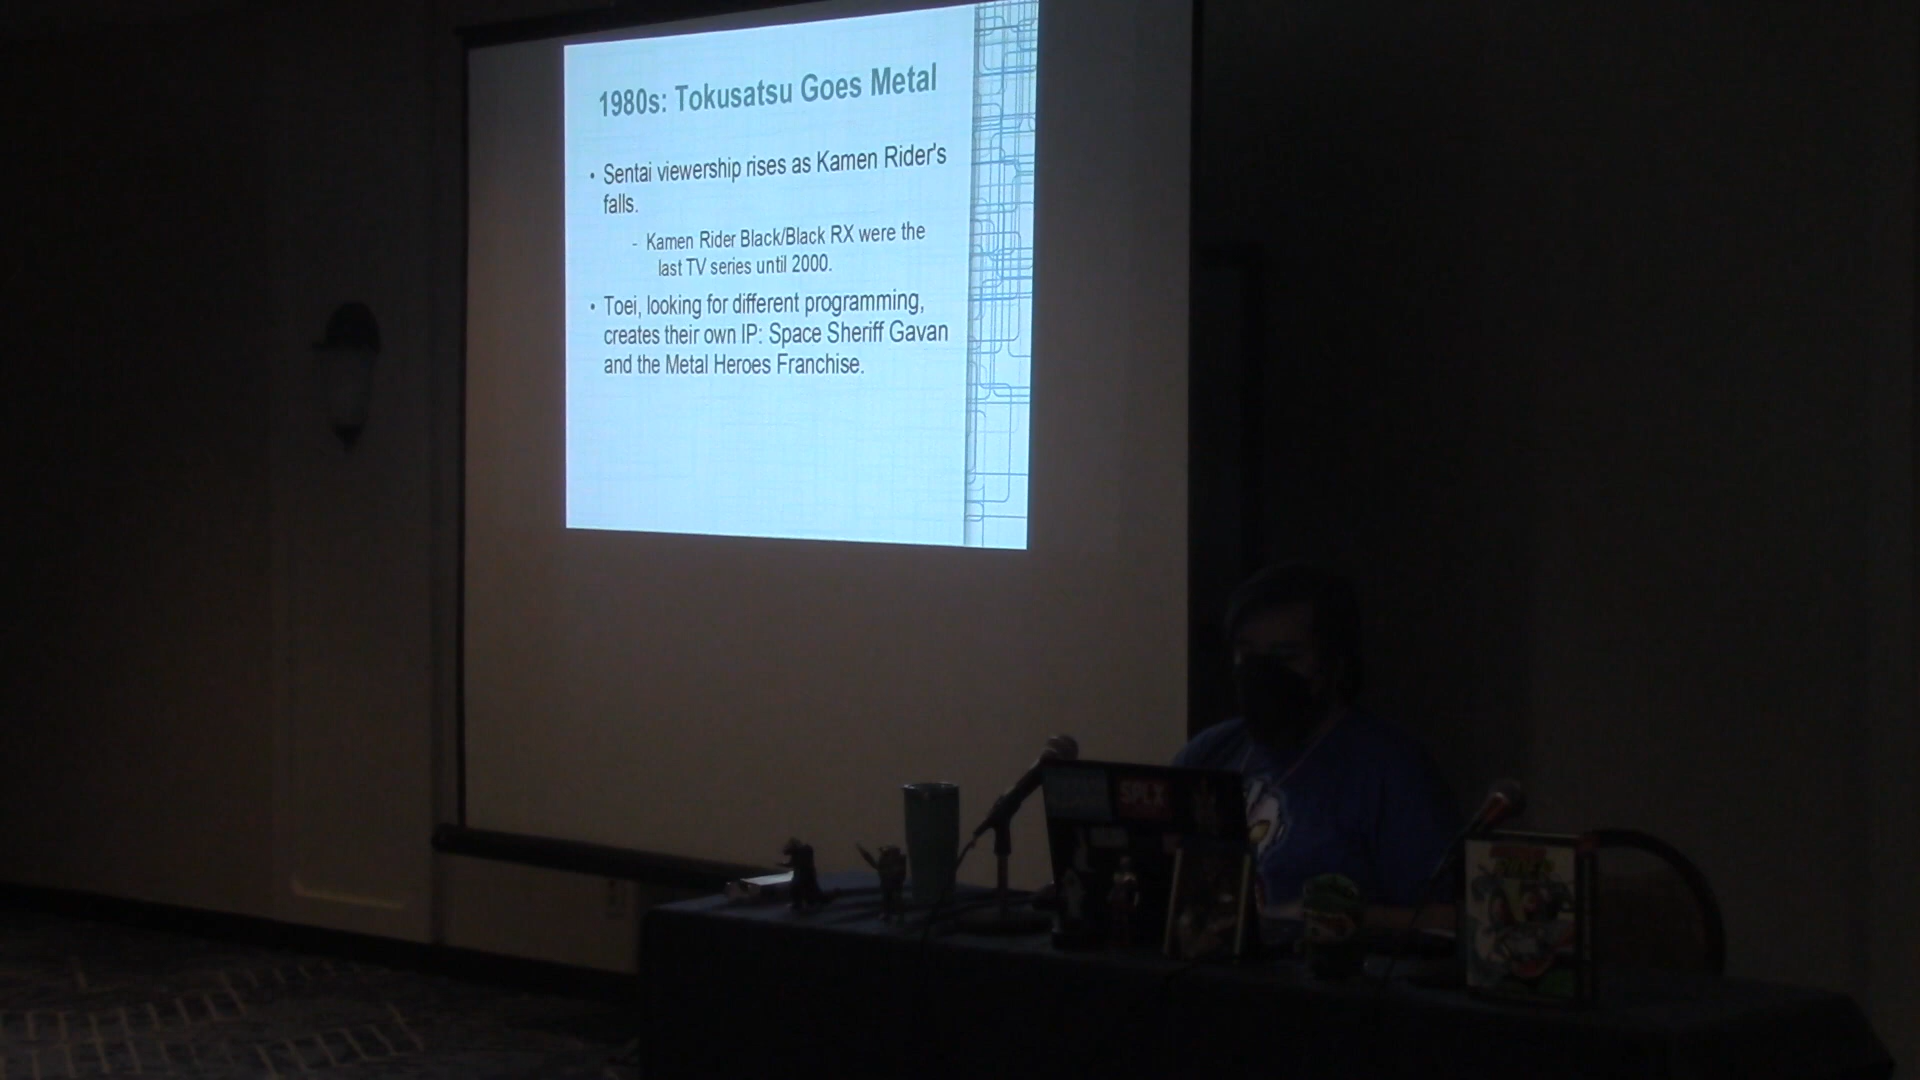 1980s: Tokusatsu Goes Metal
• Sentai viewership rises as Kamen Rider's
falls.
- Kamen Rider Black/Black RX were the
last TV series until 2000.
• Toei, looking for different programming,
creates their own IP: Space Sheriff Gavan
and the Metal Heroes Franchise.